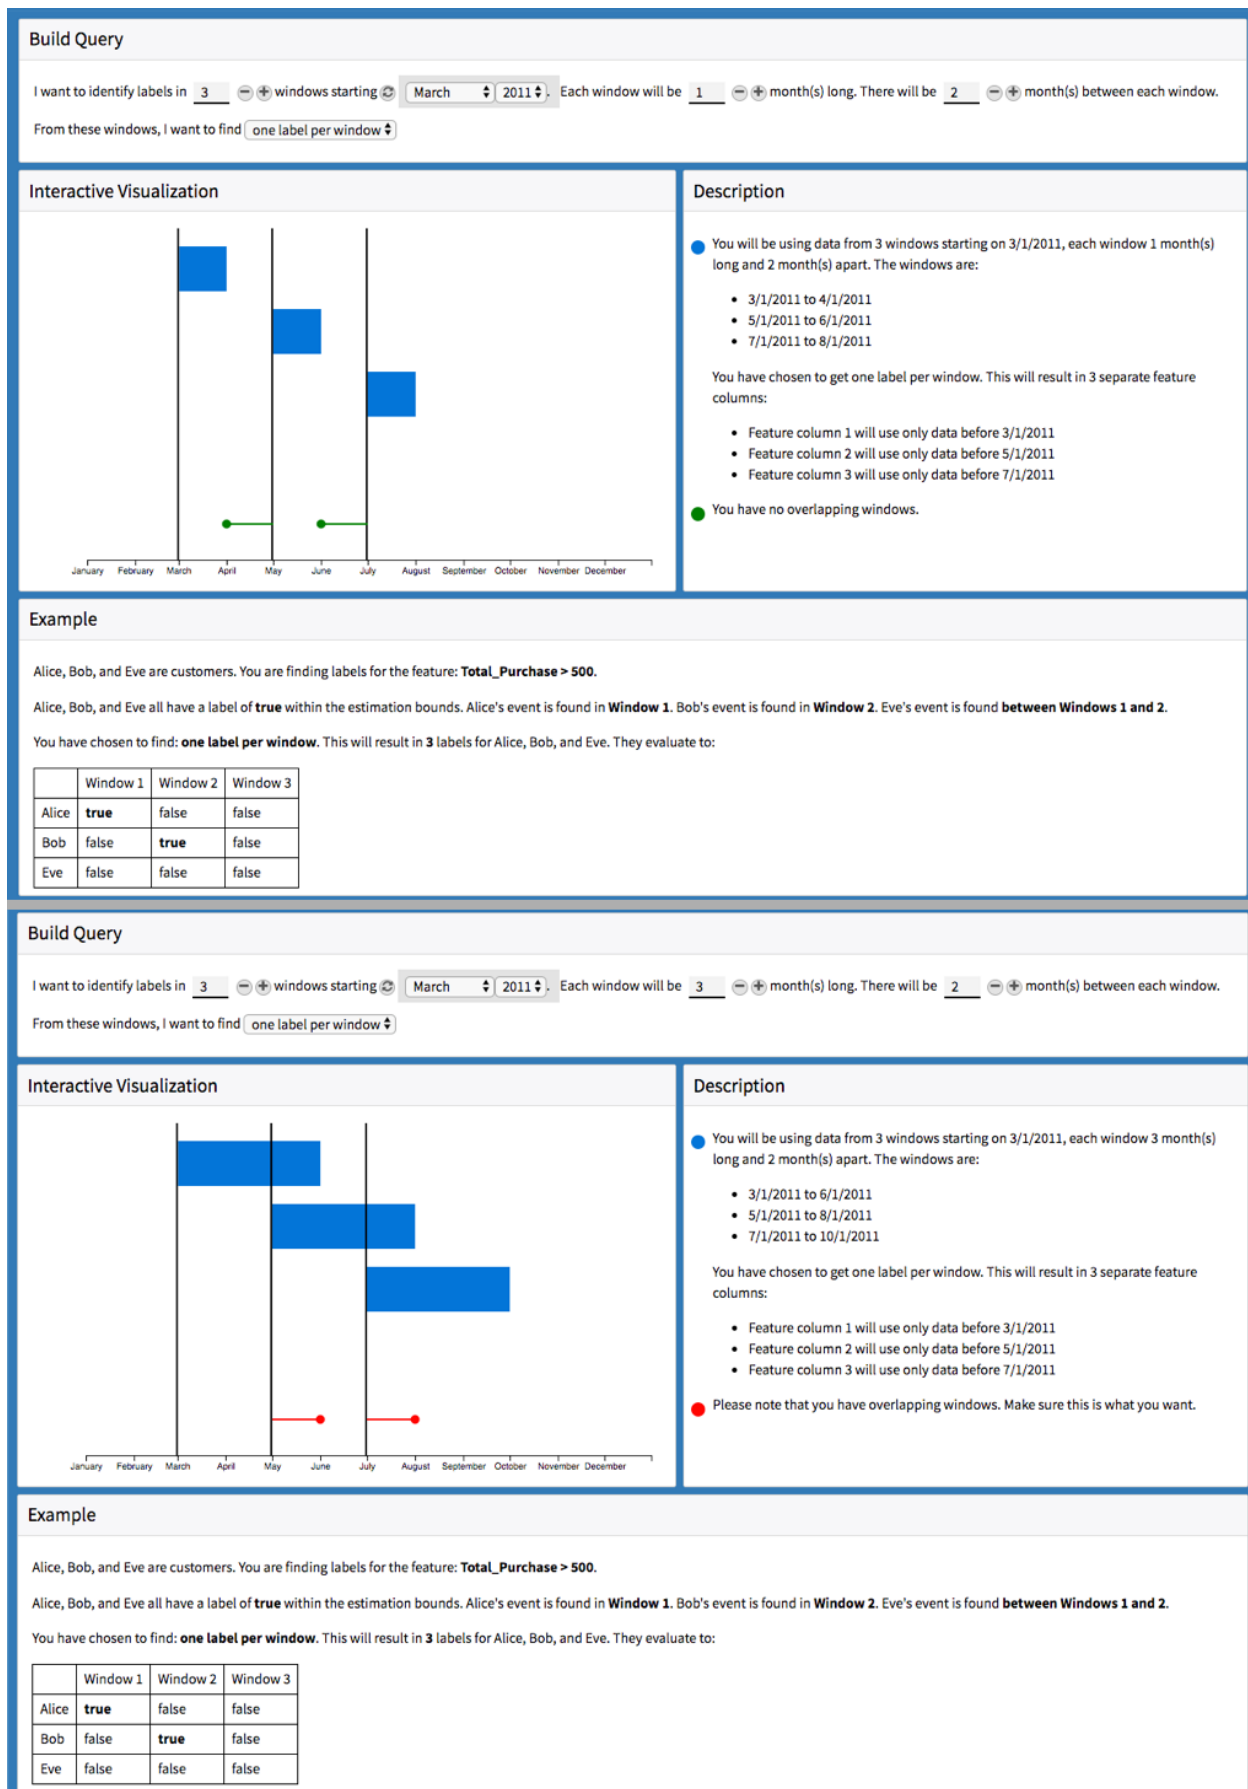 Build Query
I want to identify labels in 3 windows starting March 2011 . Each window will be 1 month(s) long. There will be 2 month(s) between each window.
From these windows, I want to find one label per window
Interactive Visualization
January February March April May June July August September October November December
Description
You will be using data from 3 windows starting on 3/1/2011, each window 1 month(s)
long and 2 month(s) apart. The windows are:
• 3/1/2011 to 4/1/2011
• 5/1/2011 to 6/1/2011
• 7/1/2011 to 8/1/2011
You have chosen to get one label per window. This will result in 3 separate feature
columns:
• Feature column 1 will use only data before 3/1/2011
• Feature column 2 will use only data before 5/1/2011
• Feature column 3 will use only data before 7/1/2011
You have no overlapping windows.
Example
Alice, Bob, and Eve are customers. You are finding labels for the feature: Total_Purchase > 500.
Alice, Bob, and Eve all have a label of true within the estimation bounds. Alice's event is found in Window 1. Bob's event is found in Window 2. Eve's event is found between Windows 1 and 2.
You have chosen to find: one label per window. This will result in 3 labels for Alice, Bob, and Eve. They evaluate to:
Window 1 Window 2 Window 3
Alice true false false
Bob false true false
Eve false false false
Build Query
I want to identify labels in 3 windows starting March 2011 . Each window will be 3 month(s) long. There will be 2 month(s) between each window.
From these windows, I want to find one label per window
Interactive Visualization
January February March April May June July August September October November December
Description
You will be using data from 3 windows starting on 3/1/2011, each window 3 month(s)
long and 2 month(s) apart. The windows are:
• 3/1/2011 to 6/1/2011
• 5/1/2011 to 8/1/2011
• 7/1/2011 to 10/1/2011
You have chosen to get one label per window. This will result in 3 separate feature
columns:
• Feature column 1 will use only data before 3/1/2011
• Feature column 2 will use only data before 5/1/2011
• Feature column 3 will use only data before 7/1/2011
Please note that you have overlapping windows. Make sure this is what you want.
Example
Alice, Bob, and Eve are customers. You are finding labels for the feature: Total_Purchase > 500.
Alice, Bob, and Eve all have a label of true within the estimation bounds. Alice's event is found in Window 1. Bob's event is found in Window 2. Eve's event is found between Windows 1 and 2.
You have chosen to find: one label per window. This will result in 3 labels for Alice, Bob, and Eve. They evaluate to:
Window 1 Window 2 Window 3
Alice true false false
Bob false true false
Eve false false false